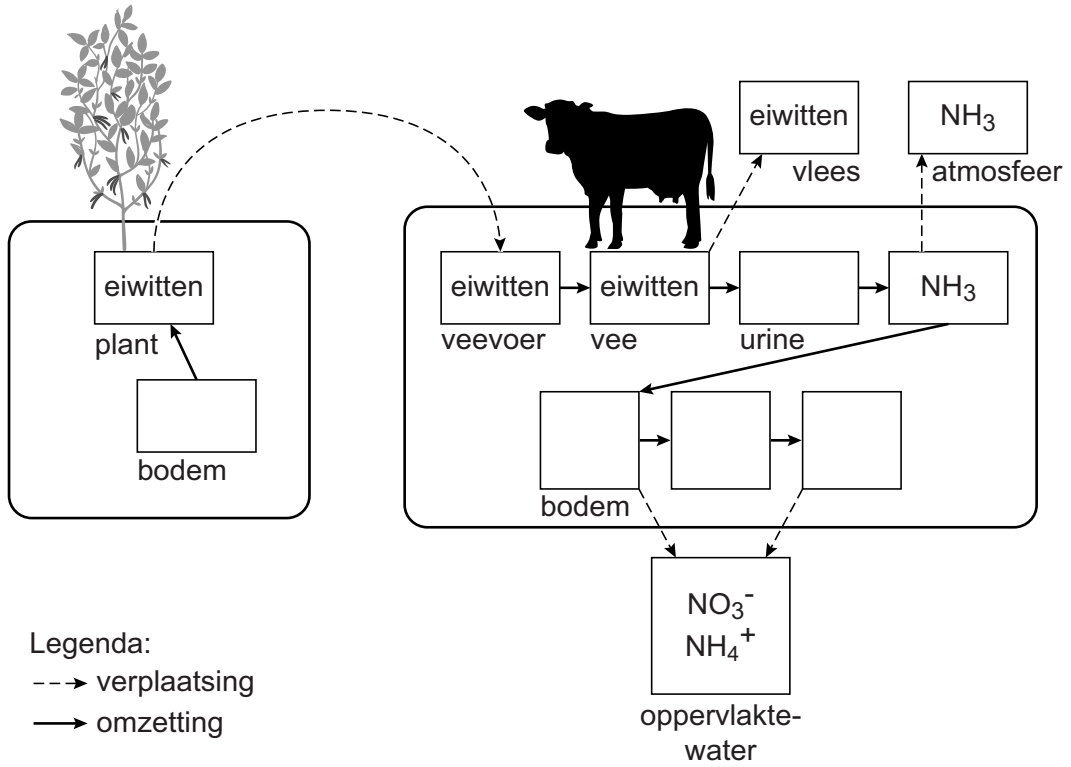 eiwitten
vlees
NH₃
atmosfeer
eiwitten
plant
bodem
eiwitten
veevoer
eiwitten
vee
urine
NH₃
bodem
NO₃⁻
NH₄⁺
oppervlakte-
water
Legenda:
verplaatsing
omzetting